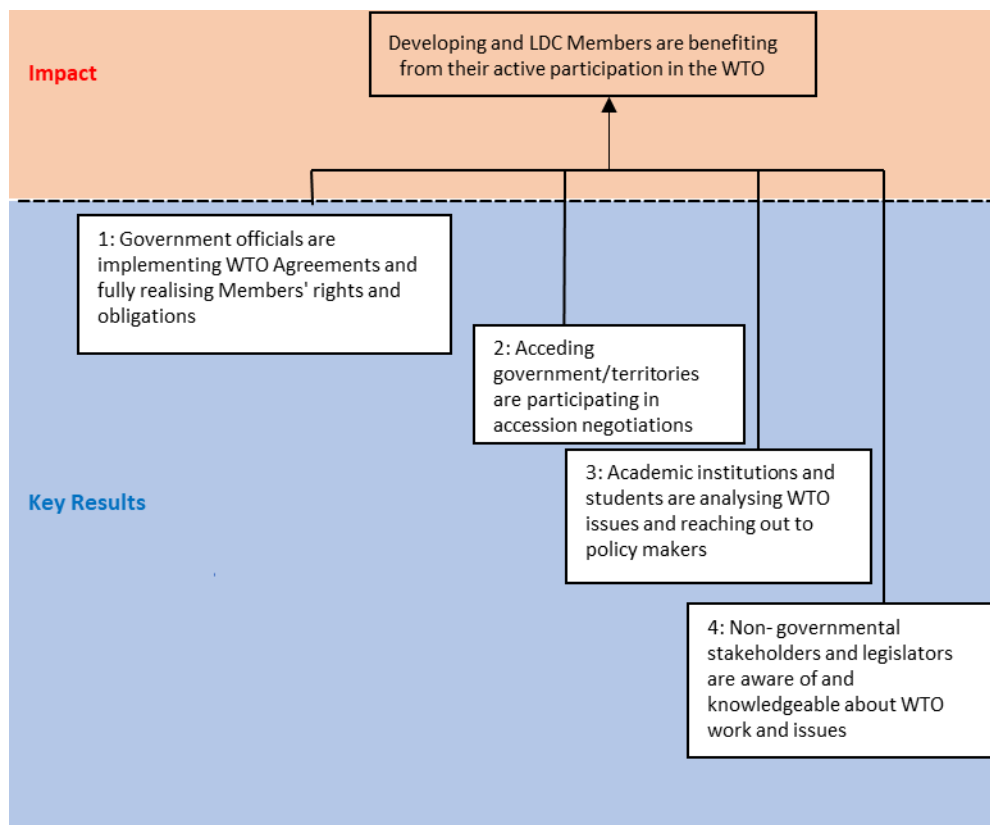 Developing and LDC Members are benefiting
from their active participation in the WTO
Impact
1: Government officials are
implementing WTO Agreements and
fully realising Members' rights and
obligations
2: Acceding
government/territories
are participating in
accession negotiations
3: Academic institutions and
students are analysing WTO
issues and reaching out to
policy makers
Key Results
4: Non- governmental
stakeholders and legislators
are aware of and
knowledgeable about WTO
work and issues